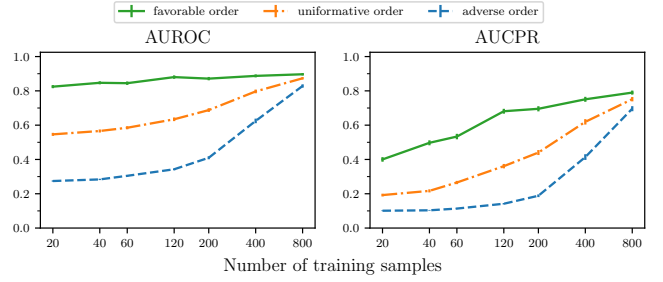 favorable order uniformative order adverse order
AUROC AUCPR
1.0 1.0
0.8 0.8
0.6 0.6
0.4 0.4
0.2 0.2
0.0 0.0
20 40 60 120 200 400 800 20 40 60 120 200 400 800
Number of training samples